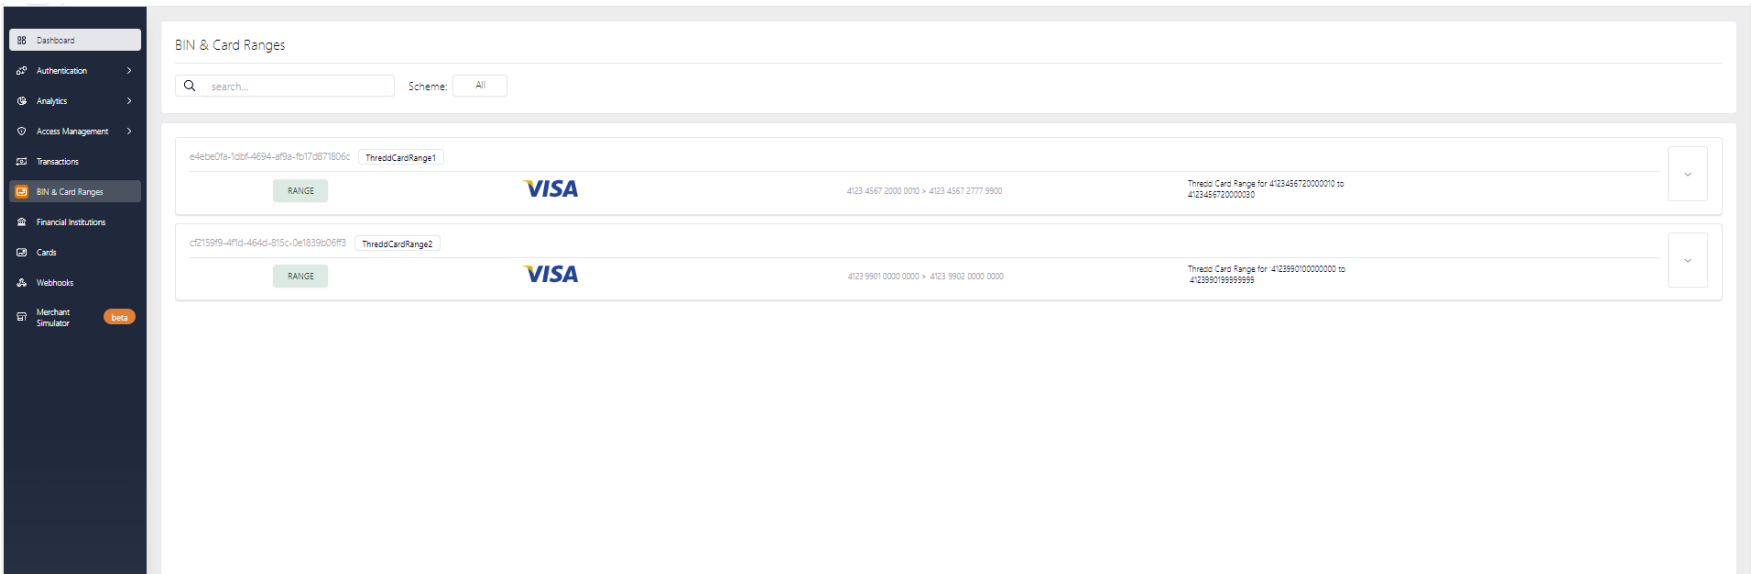 Dashboard
Authentication
Analytics
Access Management
Transactions
BIN & Card Ranges
Financial Institutions
Cards
Webhooks
Merchant
Simulator
beta
BIN & Card Ranges
search...
Scheme: All
e4ebe0fa-1dbf-4694-af9a-fb17d871806c ThreddCardRange1
RANGE
VISA
4123 4567 2000 0010 > 4123 4567 2777 9900
Thredd Card Range for 4123456720000010 to
4123456720000030
cf2159f9-4f1d-464d-815c-0e1839b06ff3 ThreddCardRange2
RANGE
VISA
4123 9901 0000 0000 > 4123 9902 0000 0000
Thredd Card Range for 4123990100000000 to
4123990199999999